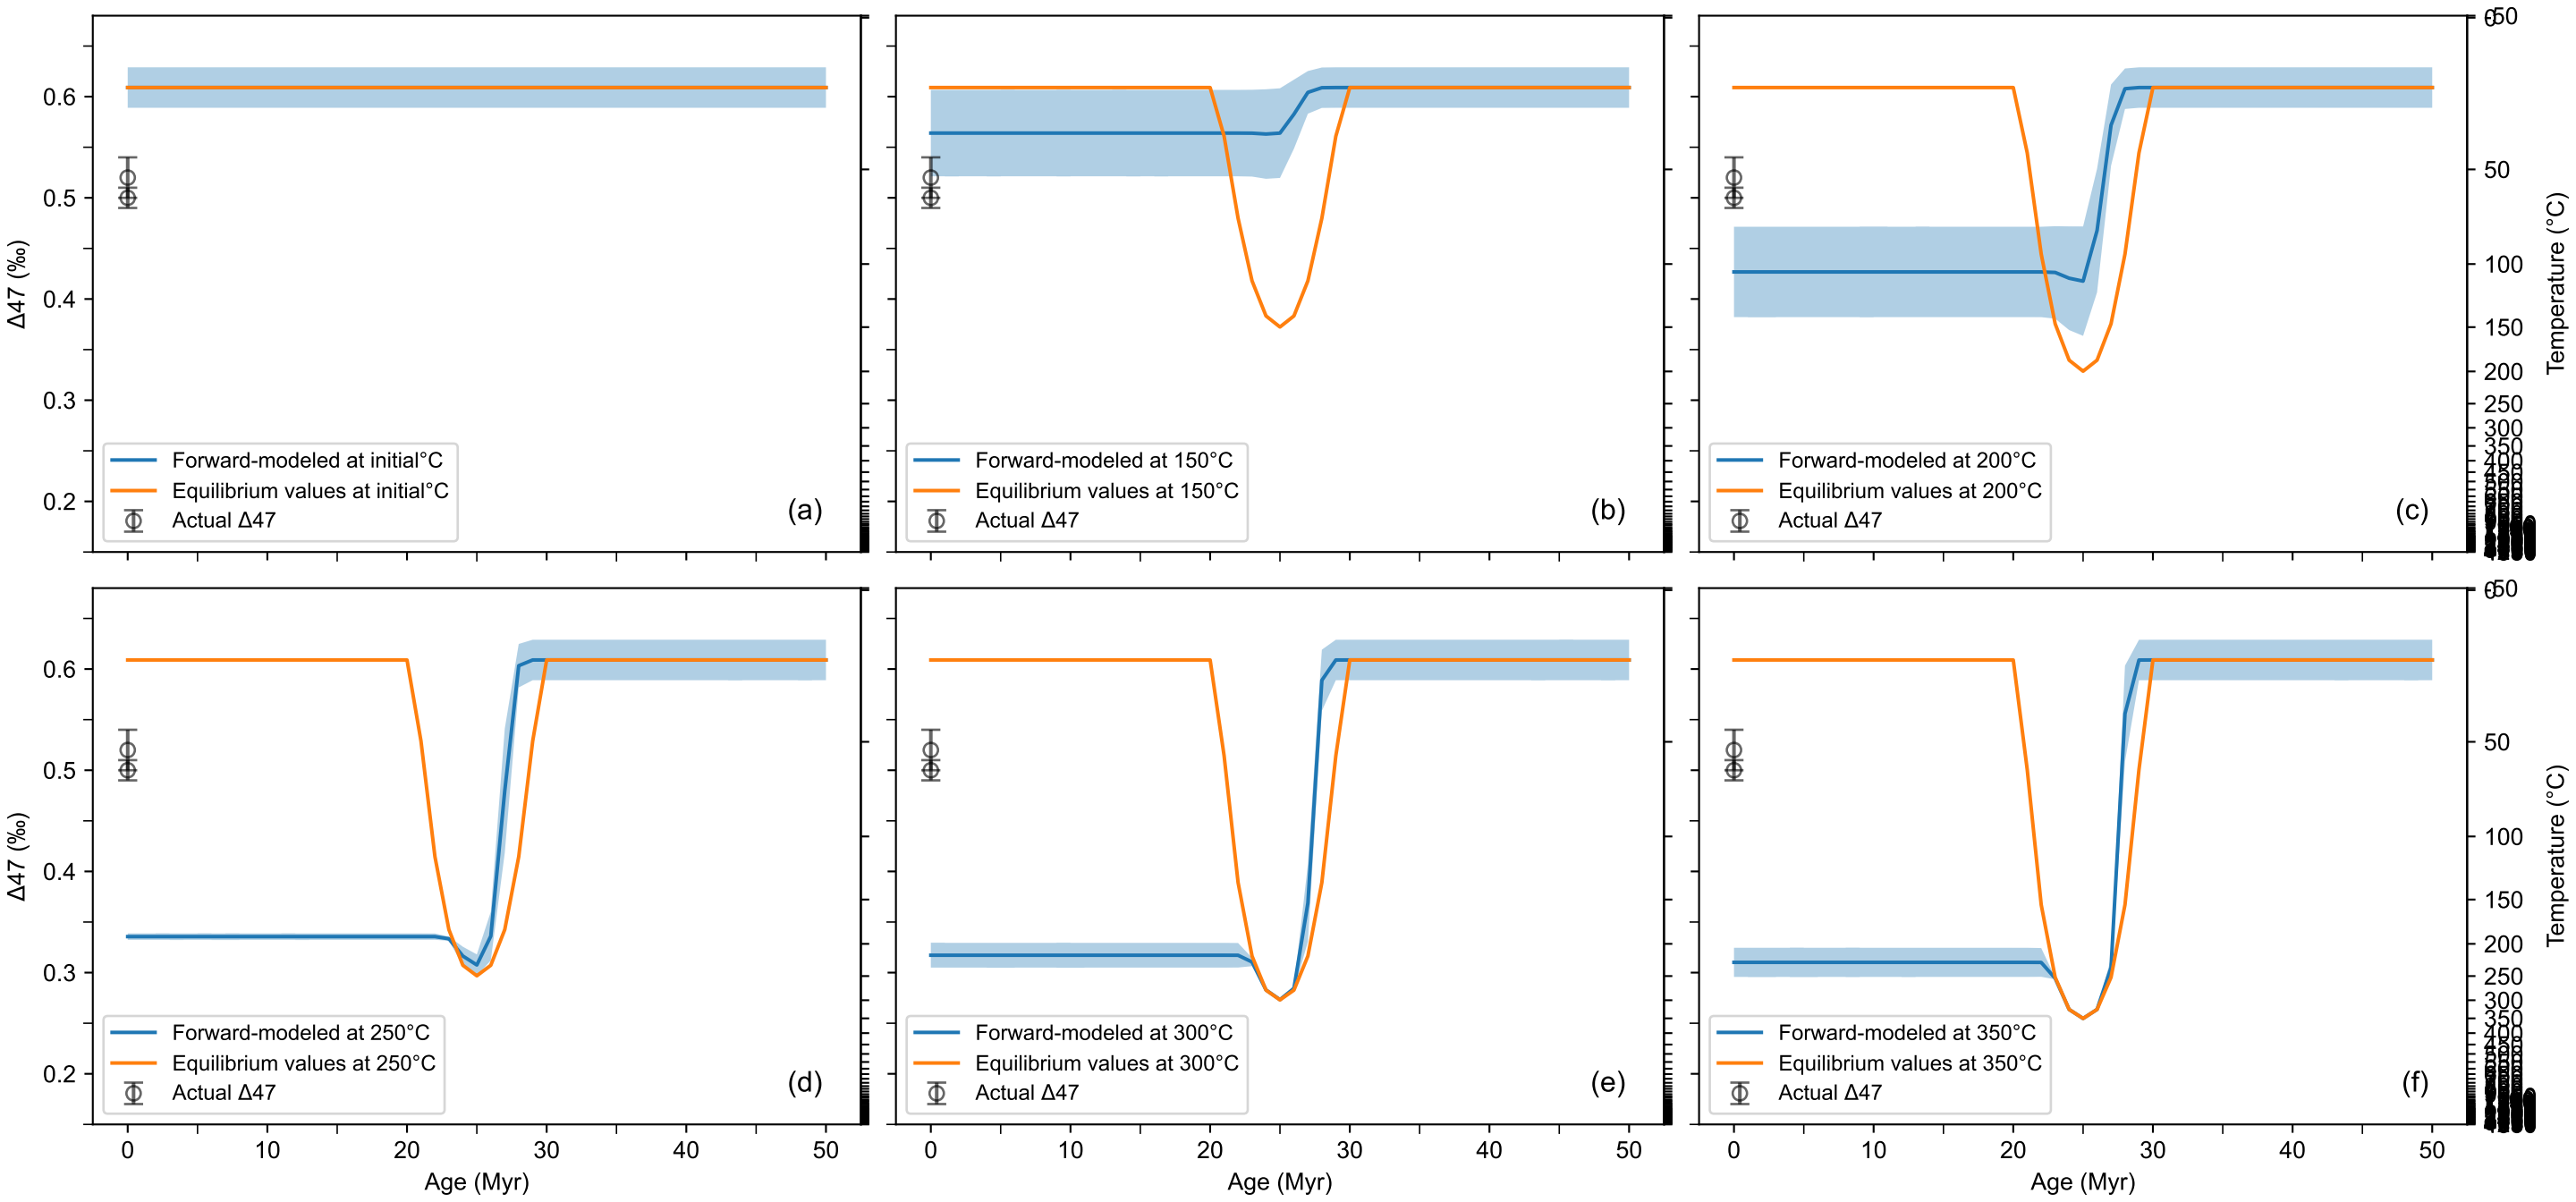 0.6
0.5
0.4
0.3
0.2
Δ47 (‰)
Forward-modeled at initial°C
Equilibrium values at initial°C
Actual Δ47
(a)
Forward-modeled at 150°C
Equilibrium values at 150°C
Actual Δ47
(b)
Forward-modeled at 200°C
Equilibrium values at 200°C
Actual Δ47
(c)
50
100
150
200
250
300
350
400
Temperature (°C)
0.6
0.5
0.4
0.3
0.2
Δ47 (‰)
Forward-modeled at 250°C
Equilibrium values at 250°C
Actual Δ47
(d)
0 10 20 30 40 50
Age (Myr)
Forward-modeled at 300°C
Equilibrium values at 300°C
Actual Δ47
(e)
0 10 20 30 40 50
Age (Myr)
Forward-modeled at 350°C
Equilibrium values at 350°C
Actual Δ47
(f)
0 10 20 30 40 50
Age (Myr)
50
100
150
200
250
300
350
Temperature (°C)